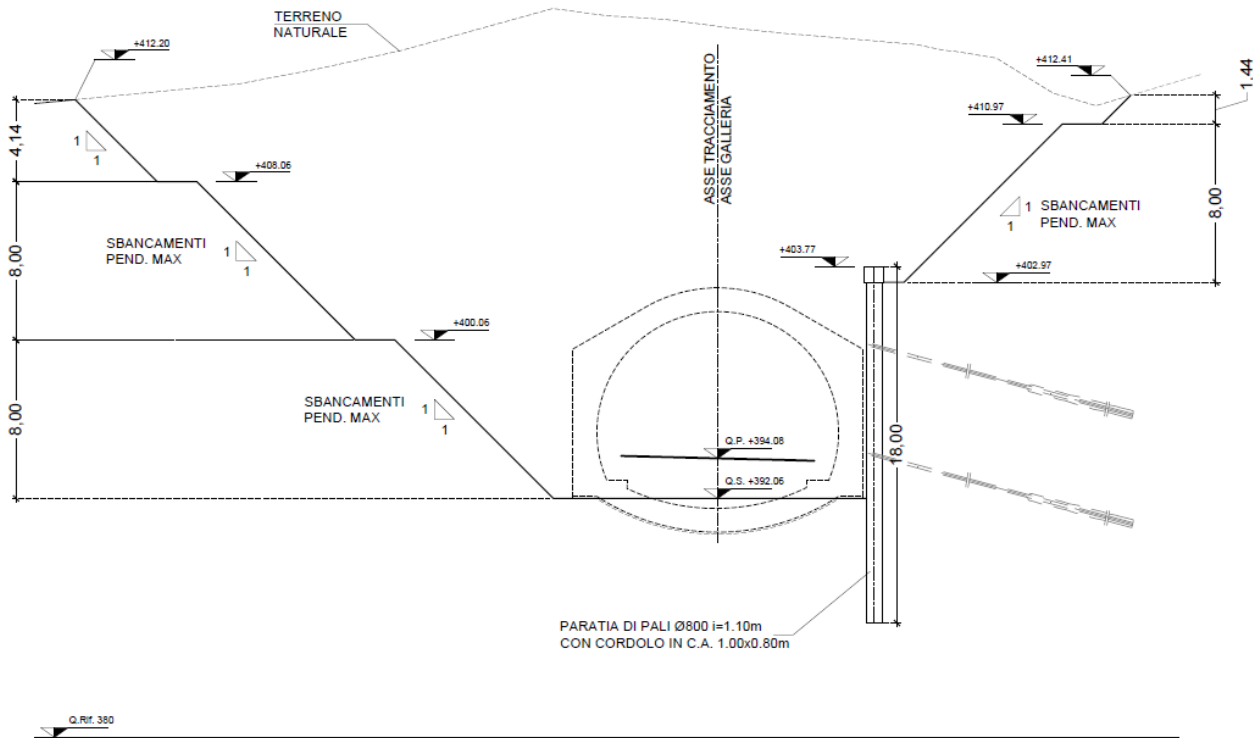 TERRENO
NATURALE
+412.20
+412.41
1.44
+410.97
4,14
1
1
ASSE TRACCIAMENTO
ASSE GALLERIA
+408.06
1
1
SBANCAMENTI
PEND. MAX
8,00
SBANCAMENTI
PEND. MAX
1
1
8,00
+403.77
+402.97
+400.06
SBANCAMENTI
PEND. MAX
1
1
8,00
18,00
Q.P. +394.08
Q.S. +392.06
PARATIA DI PALI Ø800 i=1.10m
CON CORDOLO IN C.A. 1.00x0.80m
Q.Rif. 380